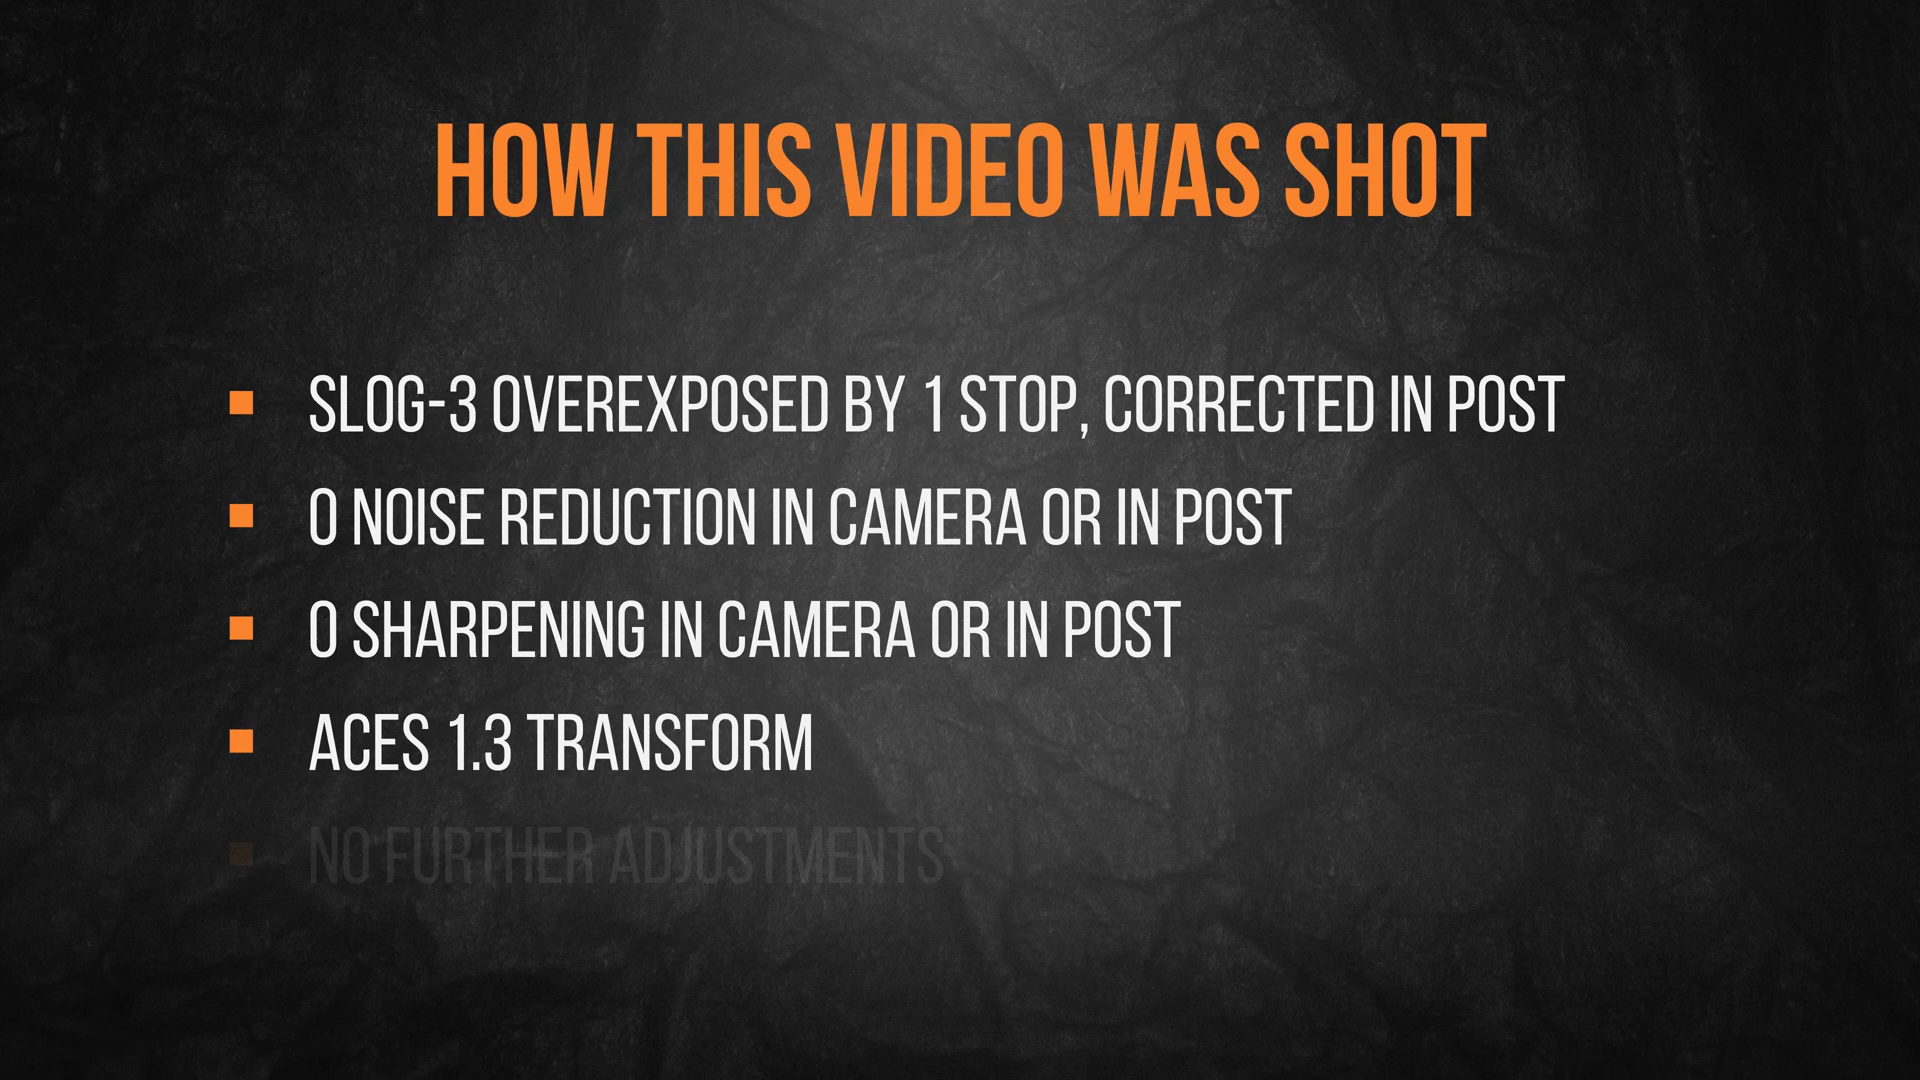 HOW THIS VIDEO WAS SHOT
SLOG-3 OVEREXPOSED BY 1 STOP, CORRECTED IN POST
0 NOISE REDUCTION IN CAMERA OR IN POST
0 SHARPENING IN CAMERA OR IN POST
ACES 1.3 TRANSFORM
NO FURTHER ADJUSTMENTS